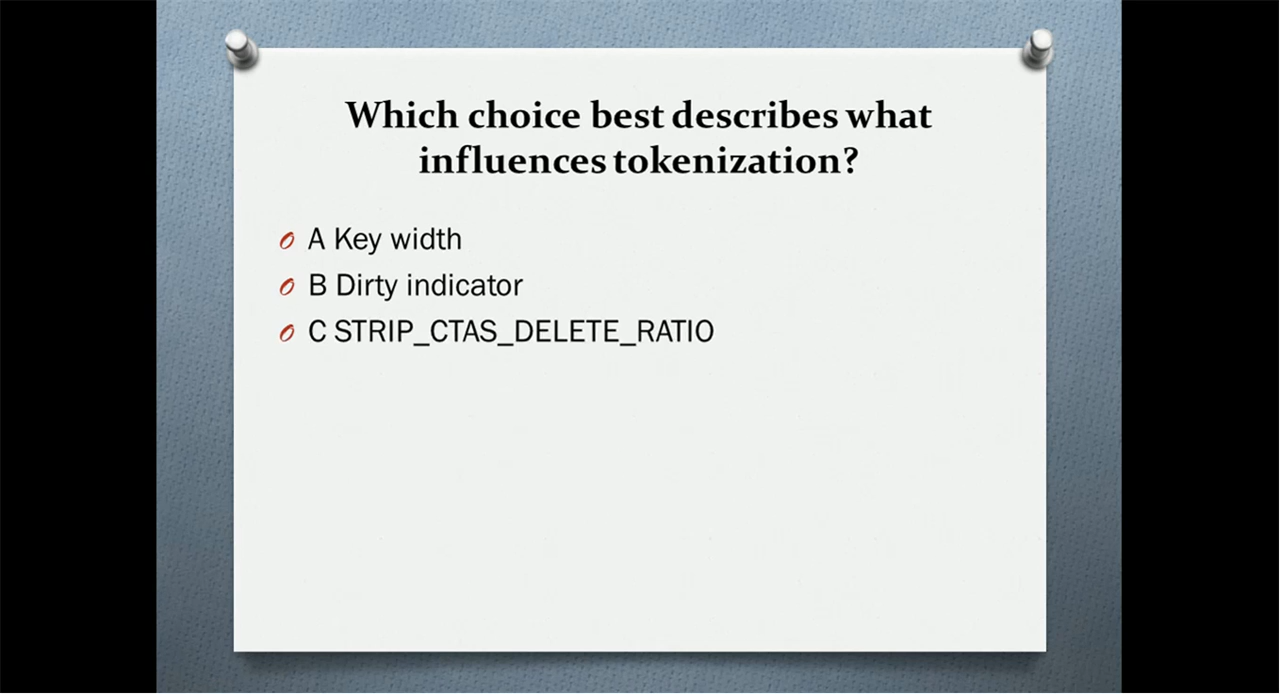 Which choice best describes what
influences tokenization?
A Key width
B Dirty indicator
C STRIP_CTAS_DELETE_RATIO